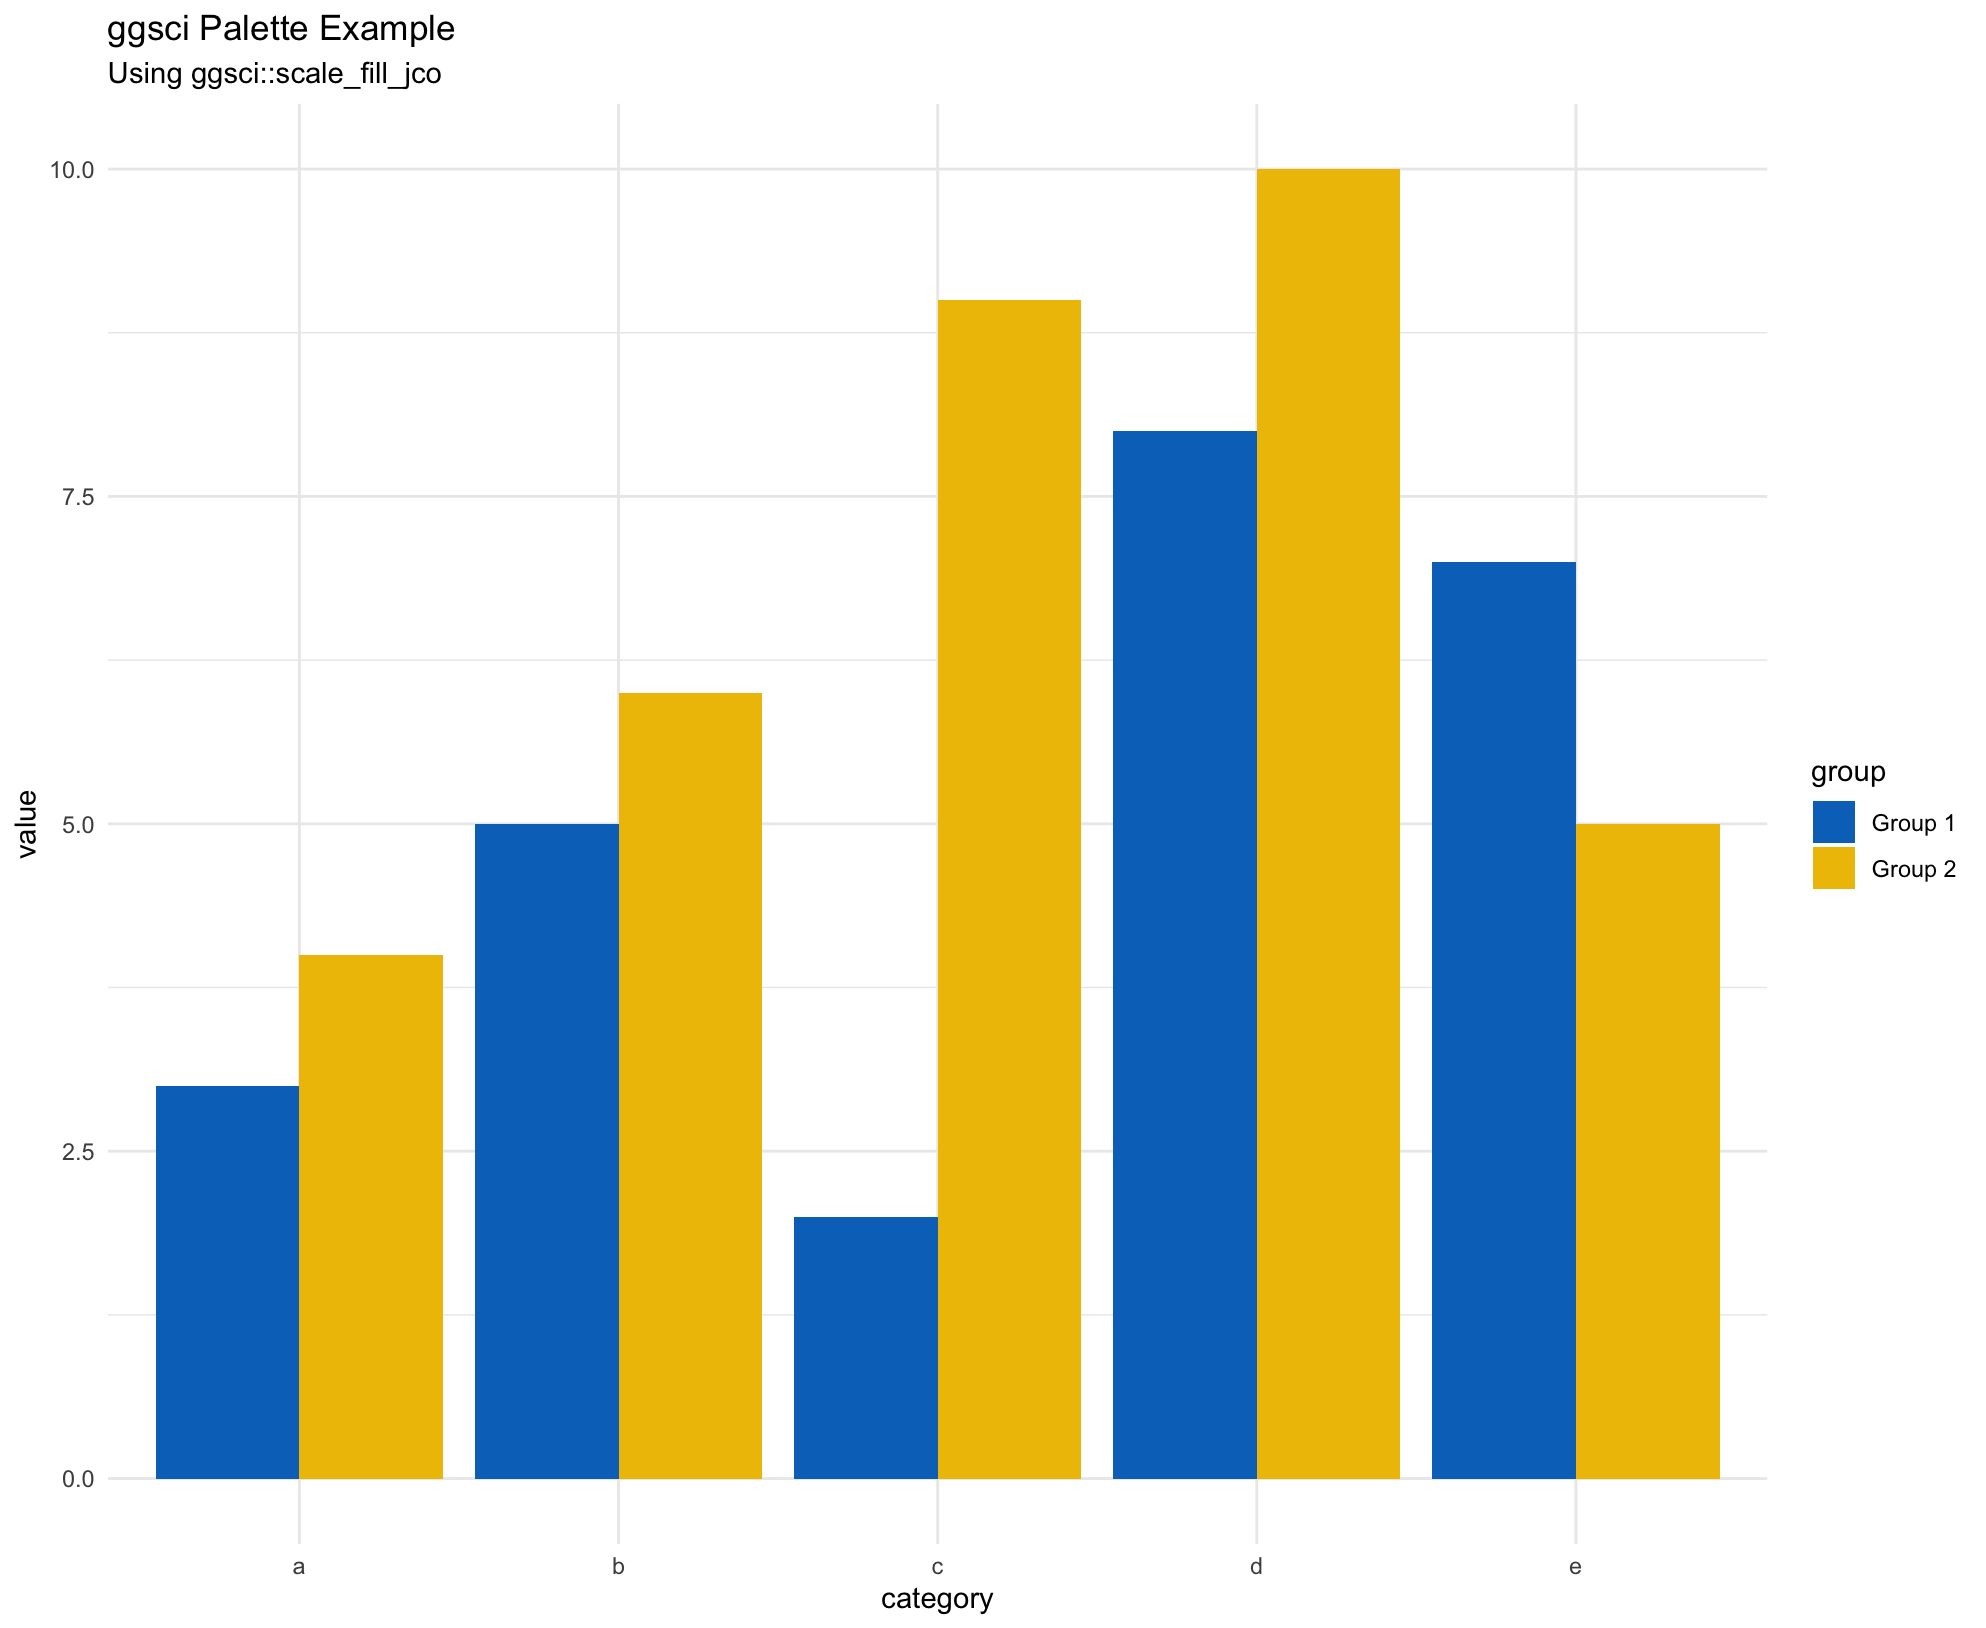 ggsci Palette Example
Using ggsci::scale_fill_jco
10.0
7.5
5.0
2.5
0.0
value
a b c d e
category
group
Group 1
Group 2